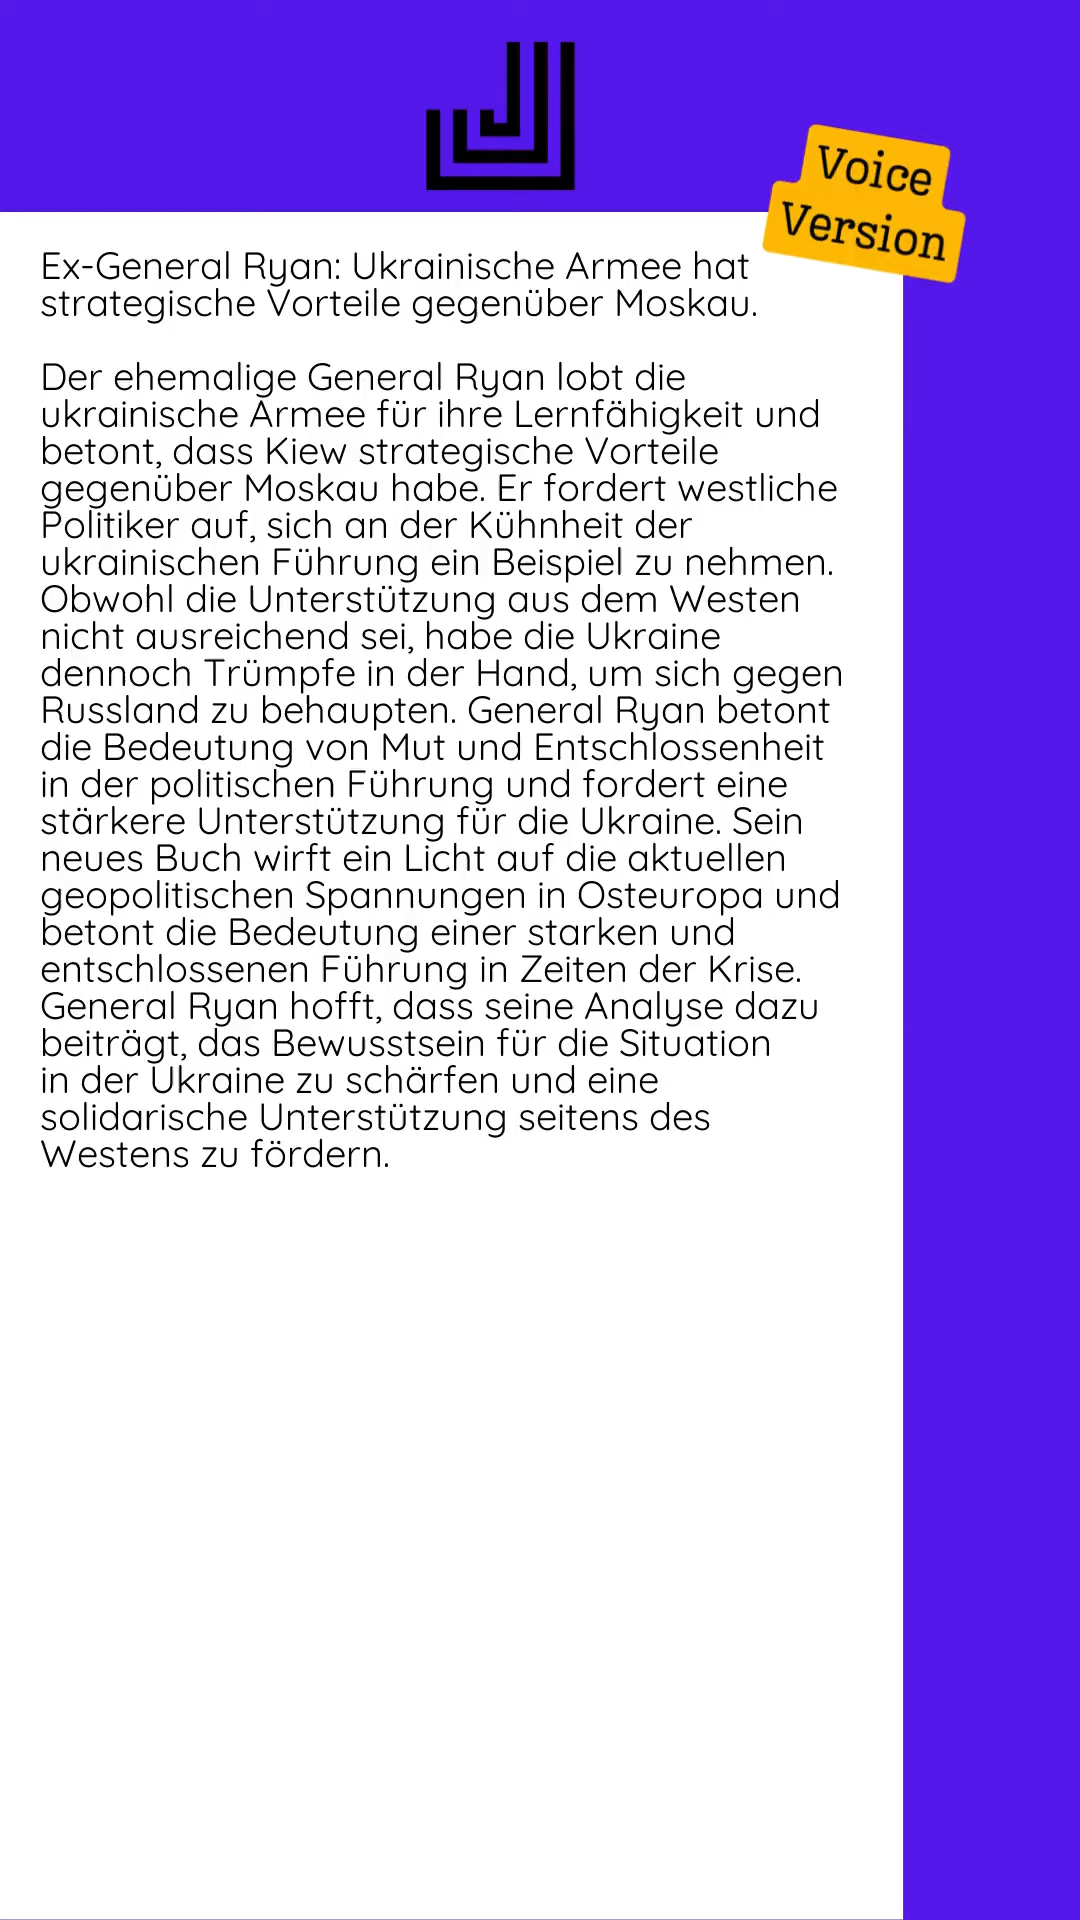 Voice
Version
Ex-General Ryan: Ukrainische Armee hat
strategische Vorteile gegenüber Moskau.
Der ehemalige General Ryan lobt die
ukrainische Armee für ihre Lernfähigkeit und
betont, dass Kiew strategische Vorteile
gegenüber Moskau habe. Er fordert westliche
Politiker auf, sich an der Kühnheit der
ukrainischen Führung ein Beispiel zu nehmen.
Obwohl die Unterstützung aus dem Westen
nicht ausreichend sei, habe die Ukraine
dennoch Trümpfe in der Hand, um sich gegen
Russland zu behaupten. General Ryan betont
die Bedeutung von Mut und Entschlossenheit
in der politischen Führung und fordert eine
stärkere Unterstützung für die Ukraine. Sein
neues Buch wirft ein Licht auf die aktuellen
geopolitischen Spannungen in Osteuropa und
betont die Bedeutung einer starken und
entschlossenen Führung in Zeiten der Krise.
General Ryan hofft, dass seine Analyse dazu
beiträgt, das Bewusstsein für die Situation
in der Ukraine zu schärfen und eine
solidarische Unterstützung seitens des
Westens zu fördern.